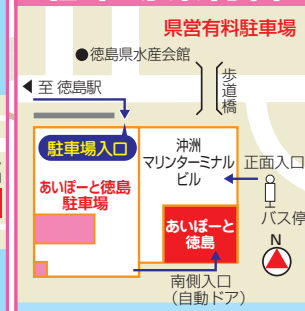 県営有料駐車場
●徳島県水産会館
◀至 徳島駅
歩道橋
駐車場入口
沖洲
マリンターミナル
ビル
正面入口
あいぽーと徳島
駐車場
バス停
あいぽーと
徳島
N
南側入口
(自動ドア)